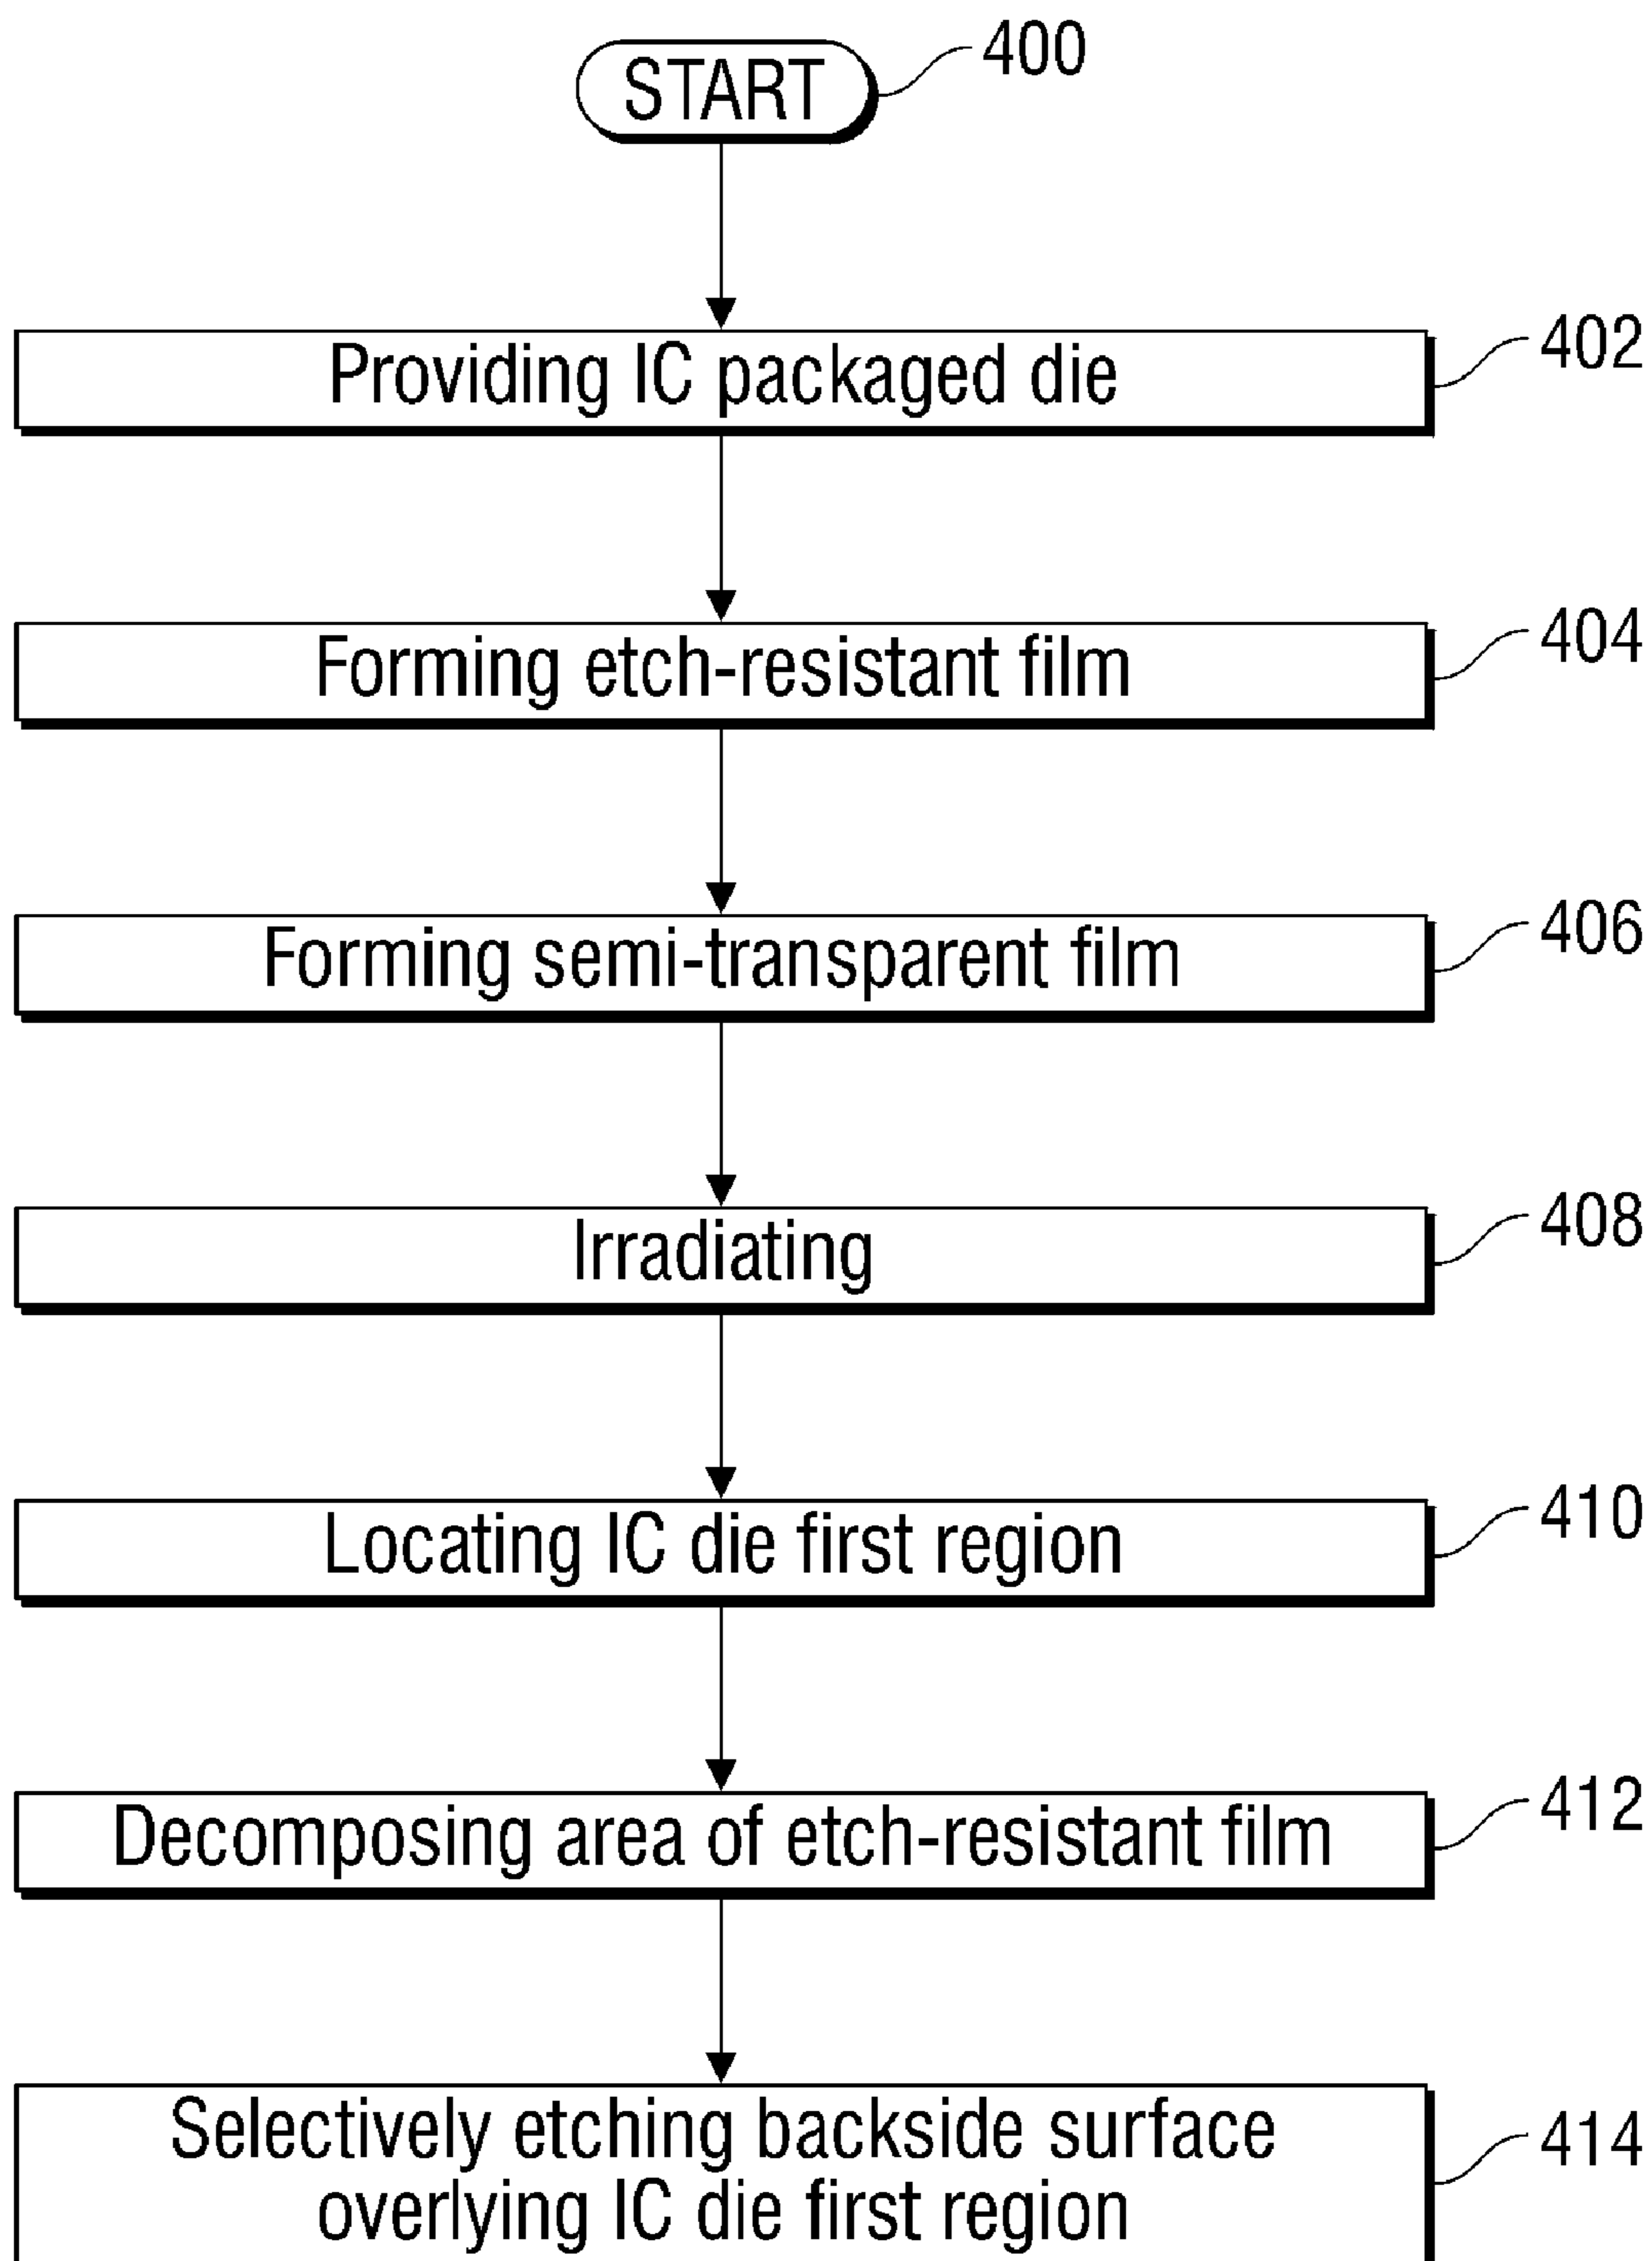 START
400
Providing IC packaged die
402
Forming etch-resistant film
404
Forming semi-transparent film
406
Irradiating
408
Locating IC die first region
410
Decomposing area of etch-resistant film
412
Selectively etching backside surface
overlying IC die first region
414